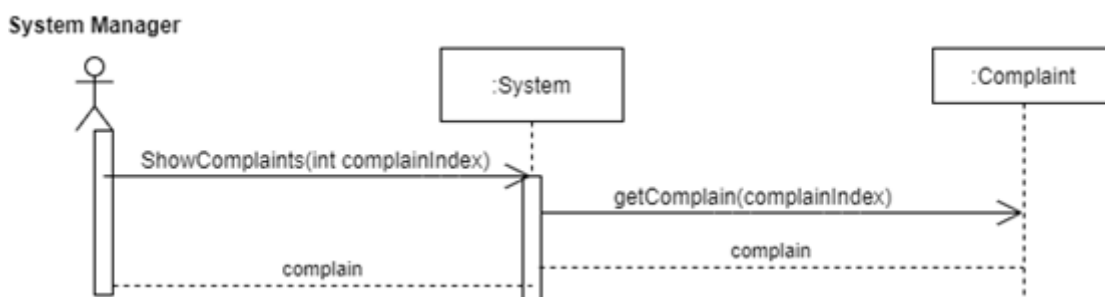 System Manager
:System
:Complaint
ShowComplaints(int complainIndex)
getComplain(complainIndex)
complain
complain